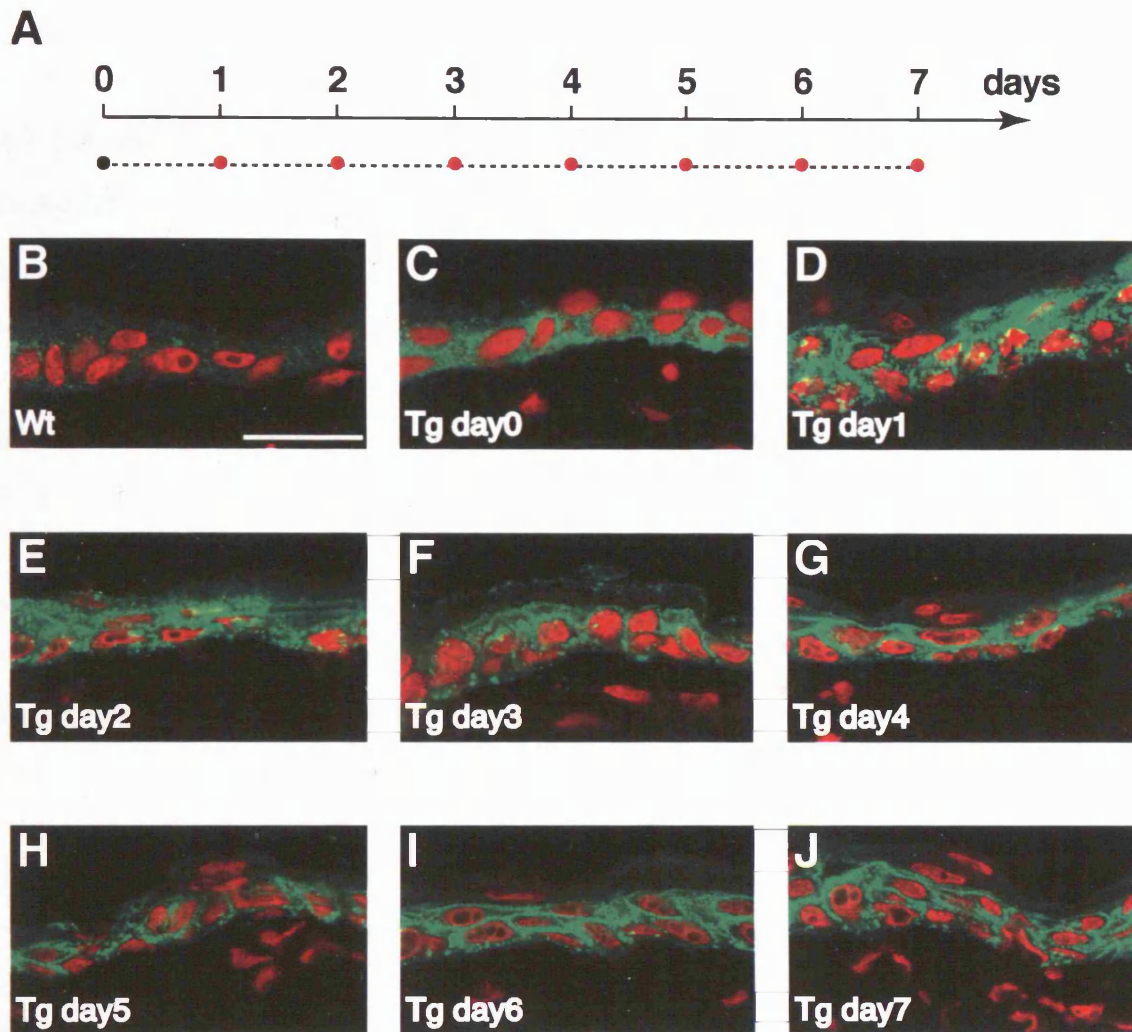 A
0 1 2 3 4 5 6 7 days
B C D
Wt Tg day0 Tg day1
E F G
Tg day2 Tg day3 Tg day4
H I J
Tg day5 Tg day6 Tg day7